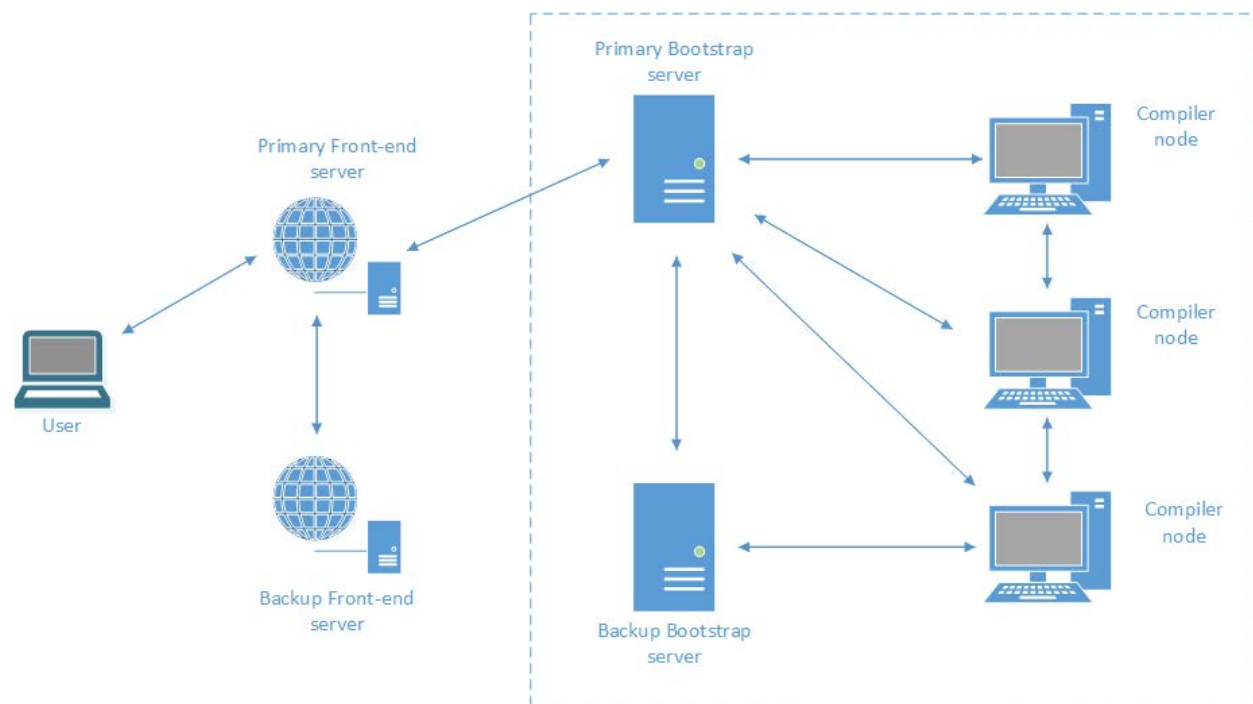 Primary Bootstrap
server
Compiler
node
Primary Front-end
server
Compiler
node
User
Compiler
node
Backup Front-end
server
Backup Bootstrap
server